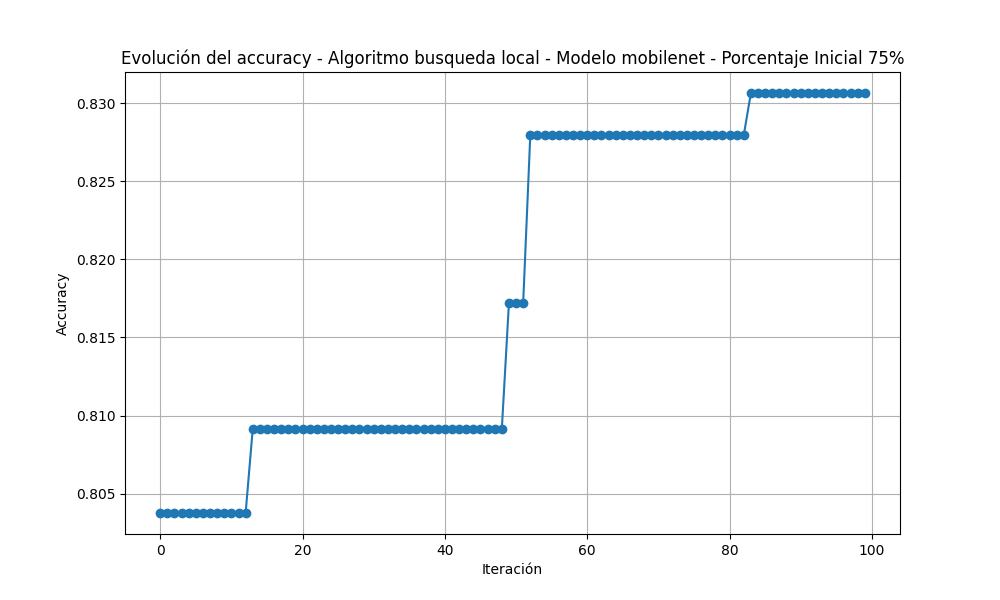 Evolución del accuracy - Algoritmo busqueda local - Modelo mobilenet - Porcentaje Inicial 75%
0.830
0.825
0.820
0.815
0.810
0.805
Accuracy
0 20 40 60 80 100
Iteración